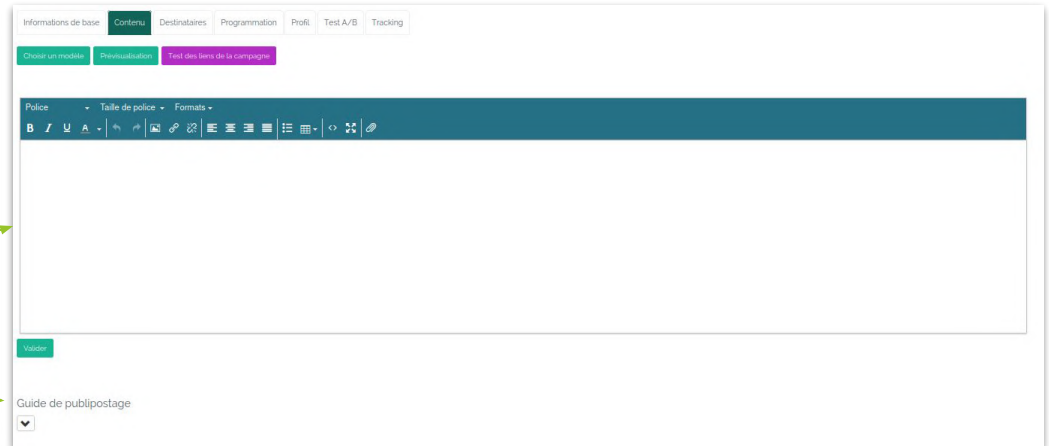 Informations de base Contenu Destinataires Programmation Profil Test A/B Tracking
Choisir un modèle Prévisualisation Test des liens de la campagne
Police Taille de police Formats
B I U A
Valider
Guide de publipostage